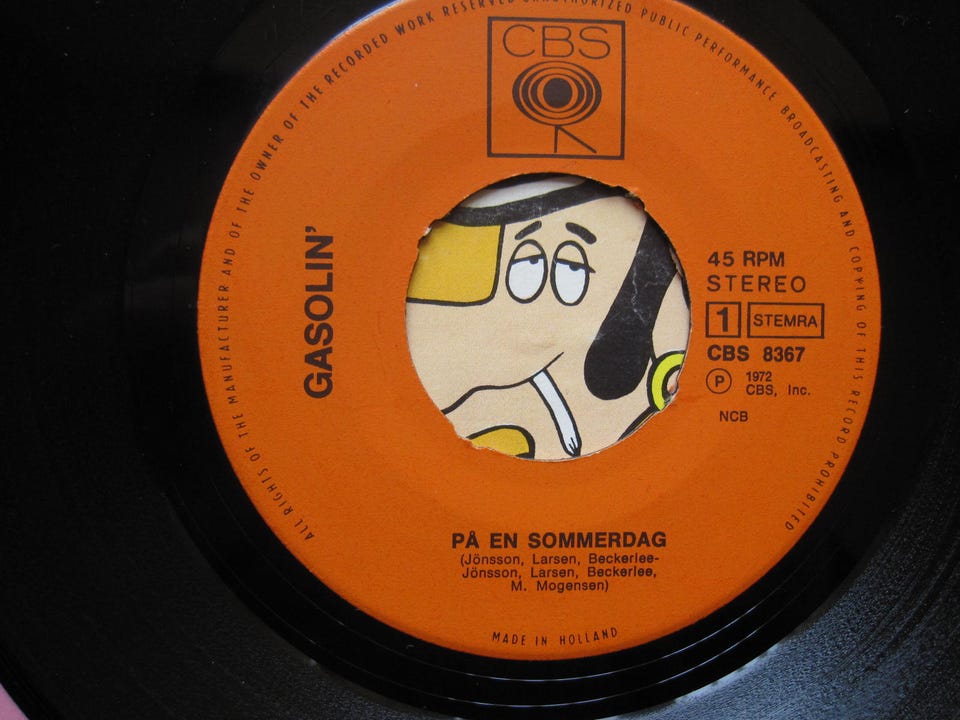 ALL RIGHTS OF THE MANUFACTURER AND OF THE OWNER OF THE RECORDED WORK RESERVED UNAUTHORIZED PUBLIC PERFORMANCE BROADCASTING AND COPYING OF THIS RECORD PROHIBITED
CBS
GASOLIN'
45 RPM
STEREO
1 STEMRA
CBS 8367
P 1972
CBS, Inc.
NCB
PÅ EN SOMMERDAG
(Jönsson, Larsen, Beckerlee-
Jönsson, Larsen, Beckerlee,
M. Mogensen)
MADE IN HOLLAND